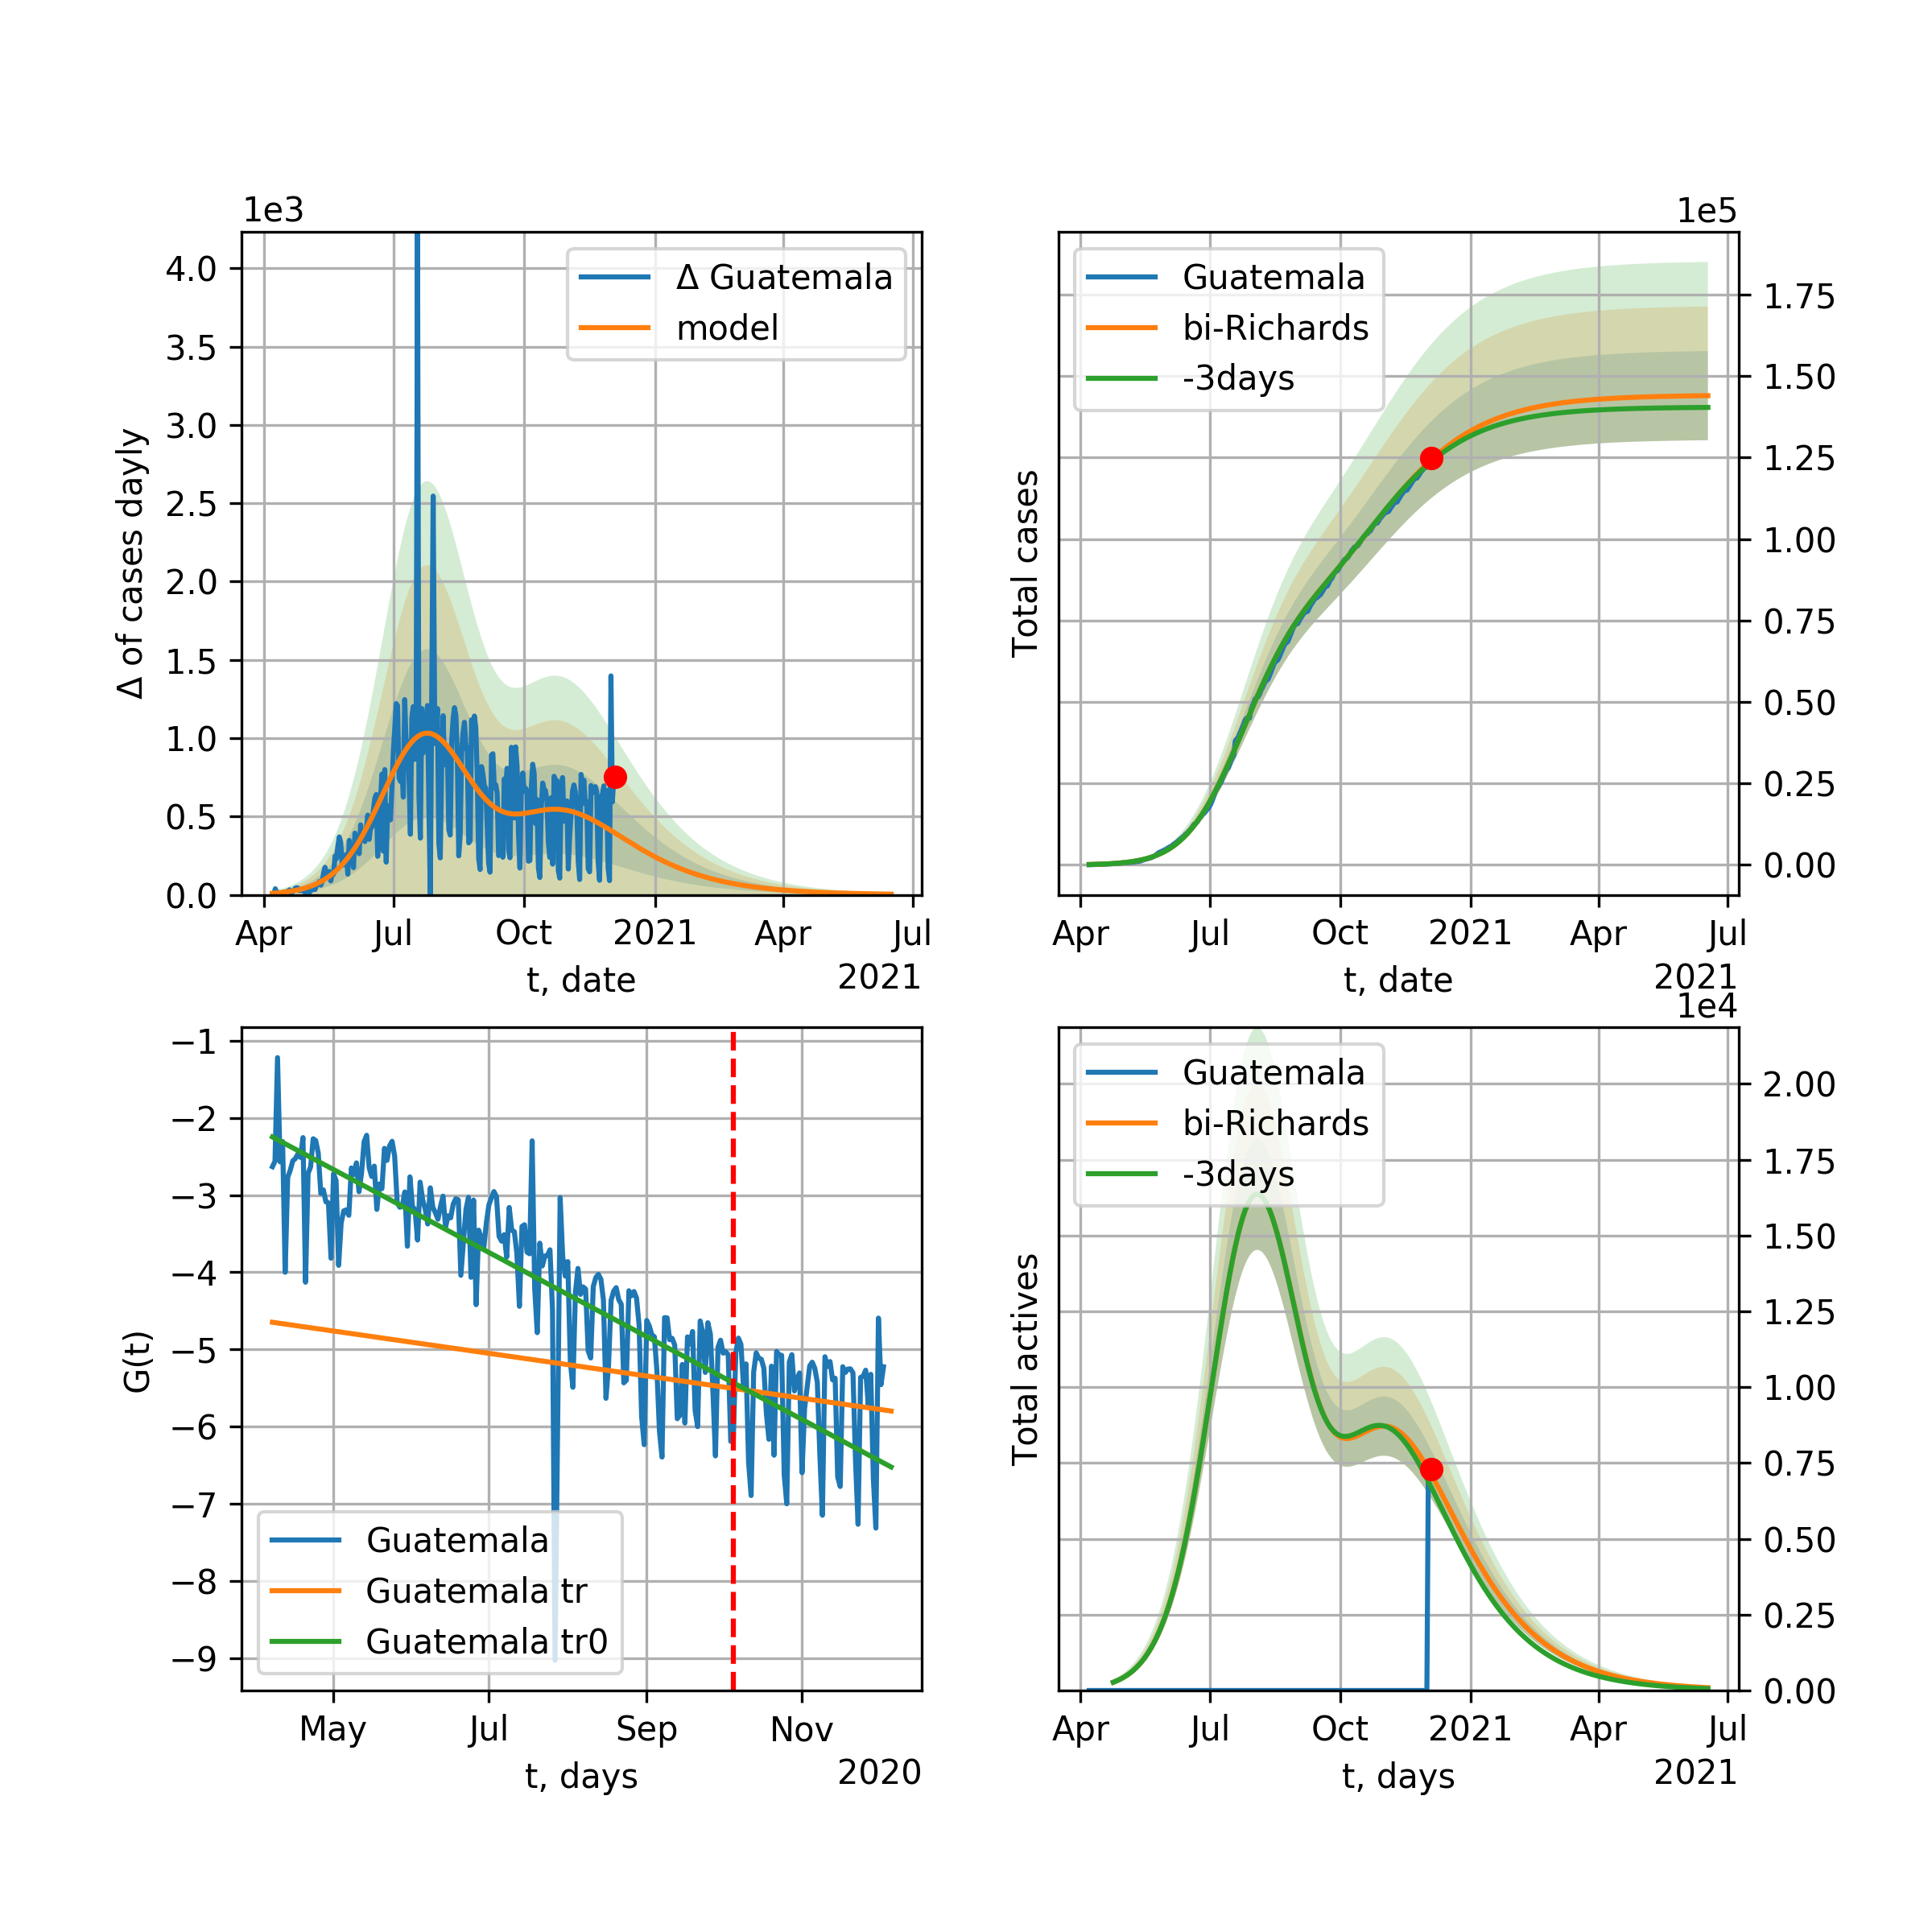 1e3
4.0
3.5
3.0
2.5
2.0
1.5
1.0
0.5
0.0
Δ of cases dayly
Δ Guatemala
model
Apr Jul Oct 2021 Apr Jul
t, date
2021
1e5
Total cases
Guatemala
bi-Richards
-3days
1.75
1.50
1.25
1.00
0.75
0.50
0.25
0.00
Apr Jul Oct 2021 Apr Jul
t, date
2021
−1
−2
−3
−4
−5
−6
−7
−8
−9
G(t)
Guatemala
Guatemala tr
Guatemala tr0
May Jul Sep Nov
t, days
2020
1e4
Total actives
Guatemala
bi-Richards
-3days
2.00
1.75
1.50
1.25
1.00
0.75
0.50
0.25
0.00
Apr Jul Oct 2021 Apr Jul
t, days
2021